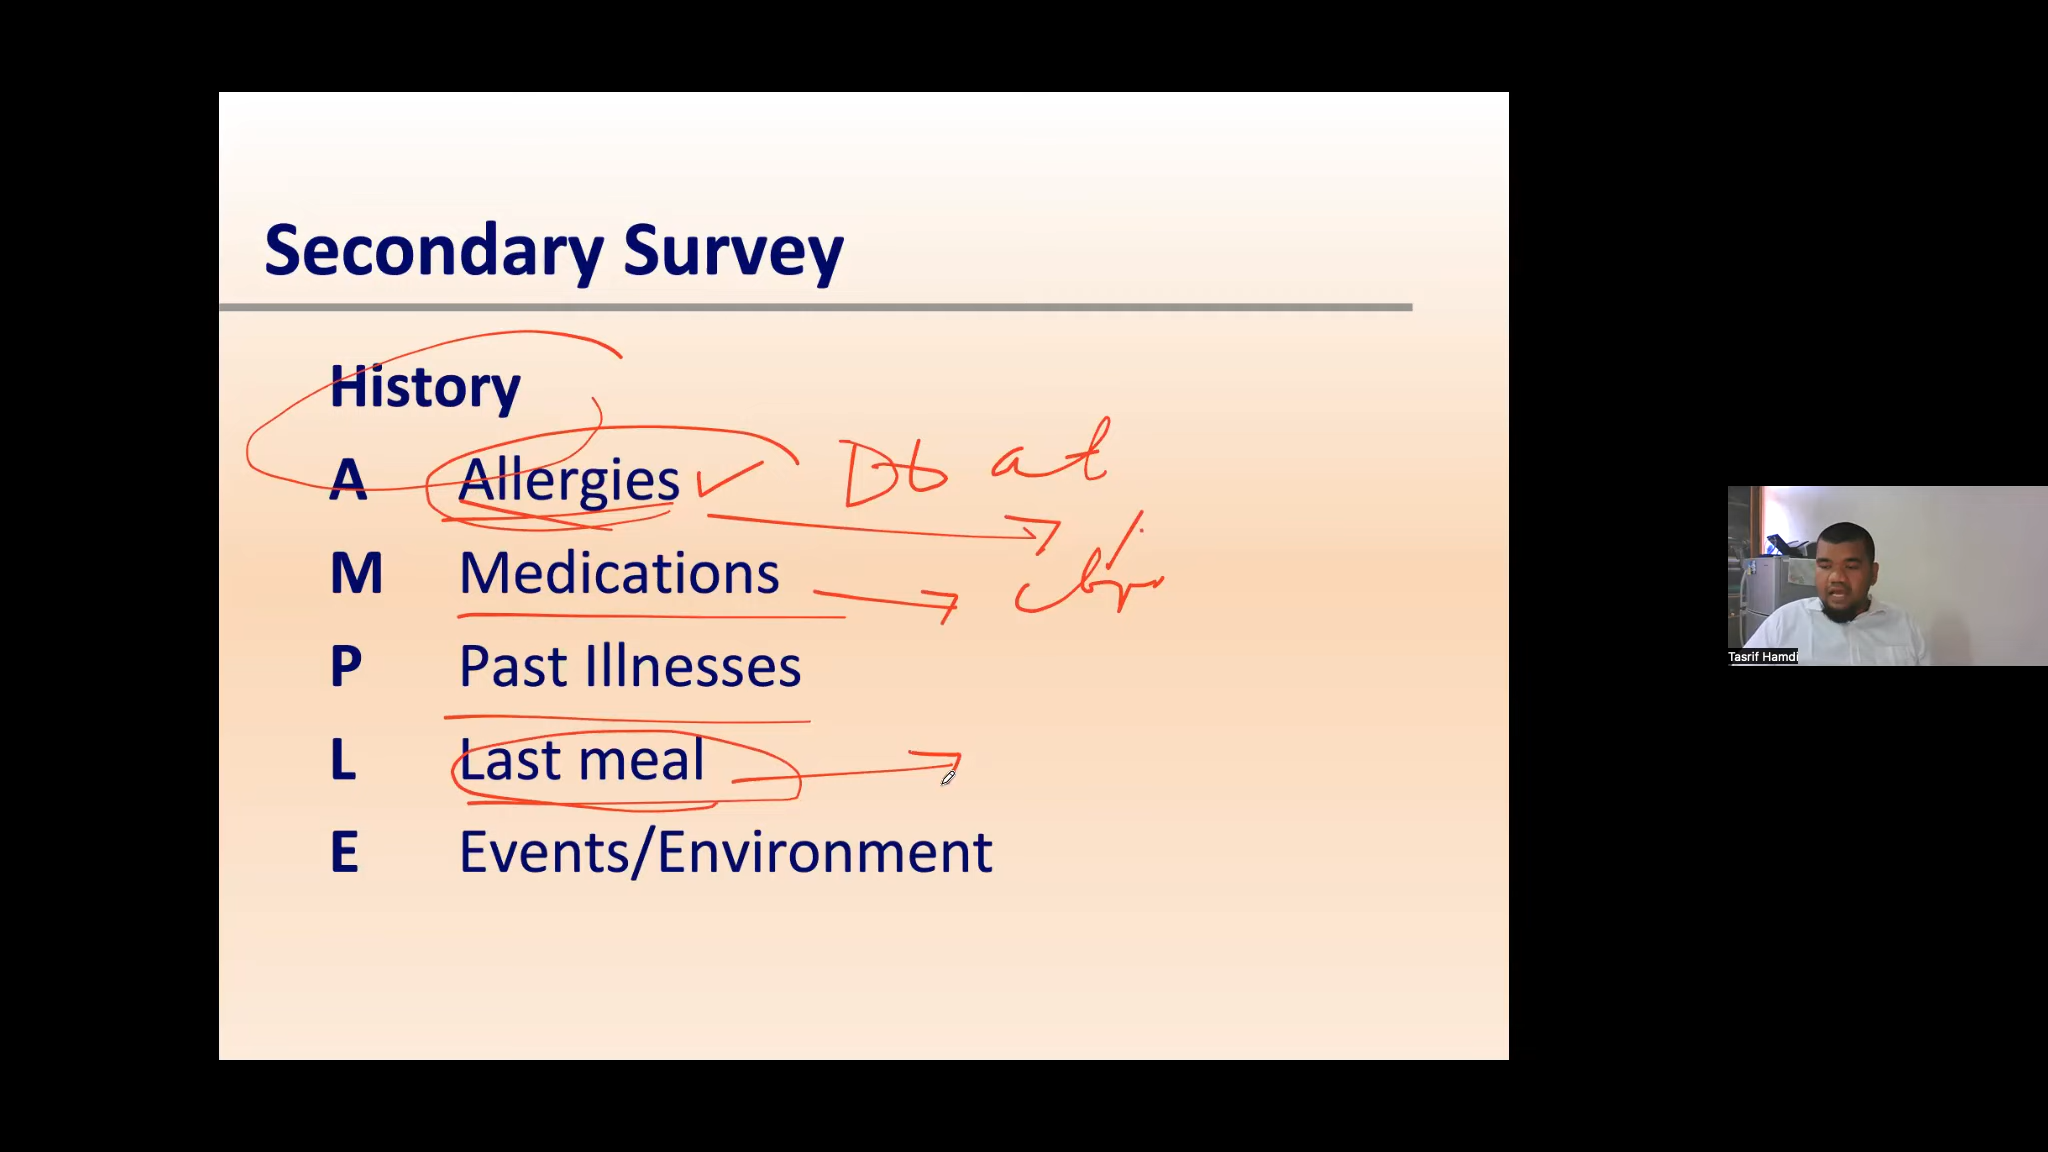 Secondary Survey
History
A Allergies
M Medications
P Past Illnesses
L Last meal
E Events/Environment
Tasrif Hamdi